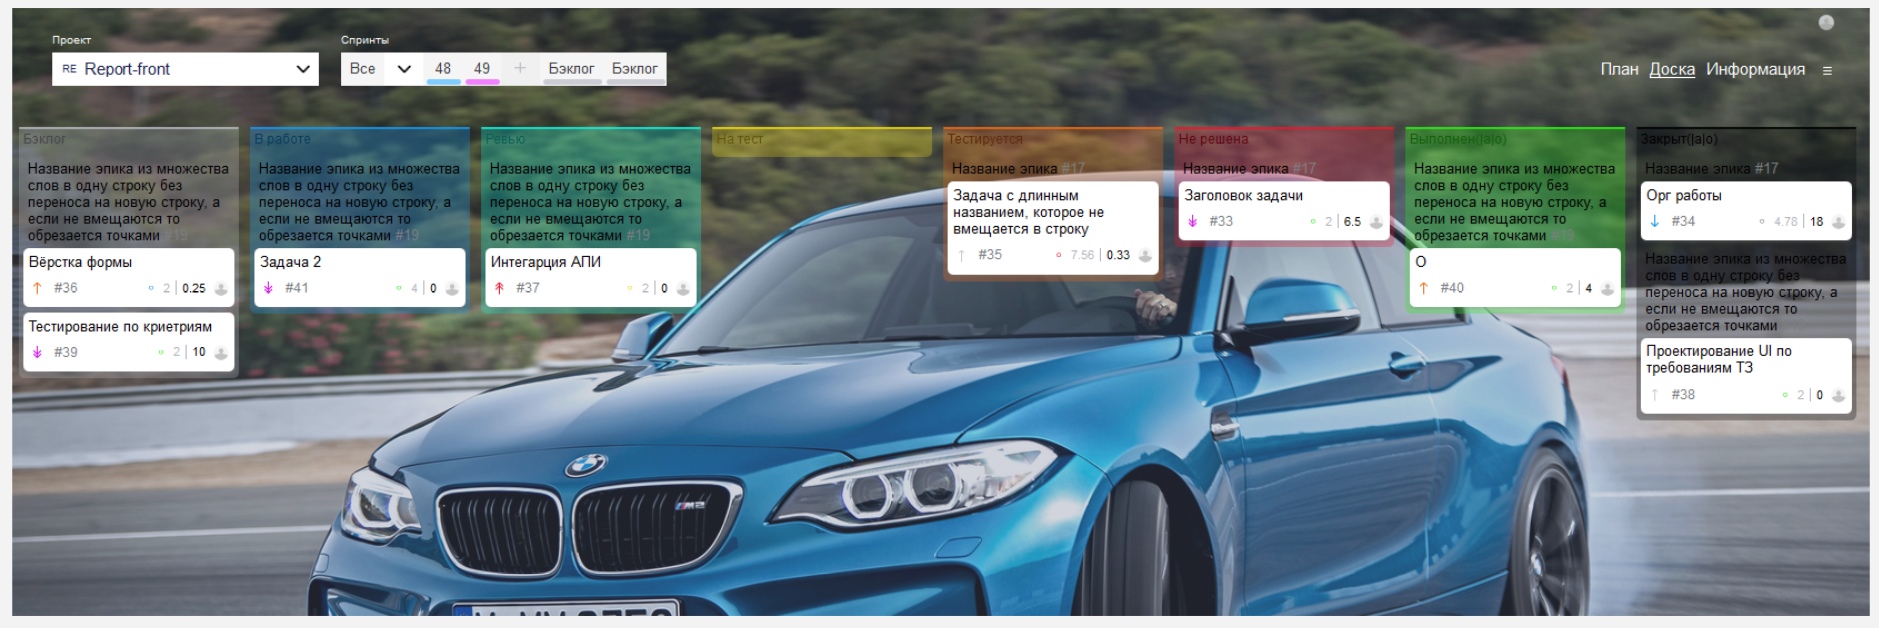 Проект
Спринты
RE Report-front
Все 48 49 + Бэклог Бэклог
План Доска Информация
Бэклог
Название эпика из множества
слов в одну строку без
переноса на новую строку, а
если не вмещаются то
обрезается точками #19
Вёрстка формы
#36 2 | 0.25
Тестирование по криетриям
#39 2 | 10
В работе
Название эпика из множества
слов в одну строку без
переноса на новую строку, а
если не вмещаются то
обрезается точками #19
Задача 2
#41 4 | 0
Ревью
Название эпика из множества
слов в одну строку без
переноса на новую строку, а
если не вмещаются то
обрезается точками #19
Интегарция АПИ
#37 2 | 0
На тест
Тестируется
Название эпика #17
Задача с длинным
названием, которое не
вмещается в строку
#35 7.56 | 0.33
Не решена
Название эпика #17
Заголовок задачи
#33 2 | 6.5
Выполнен(|а|о)
Название эпика из множества
слов в одну строку без
переноса на новую строку, а
если не вмещаются то
обрезается точками #19
О
#40 2 | 4
Закрыт(|а|о)
Название эпика #17
Орг работы
#34 4.78 | 18
Название эпика из множества
слов в одну строку без
переноса на новую строку, а
если не вмещаются то
обрезается точками
Проектирование UI по
требованиям ТЗ
#38 2 | 0
M2